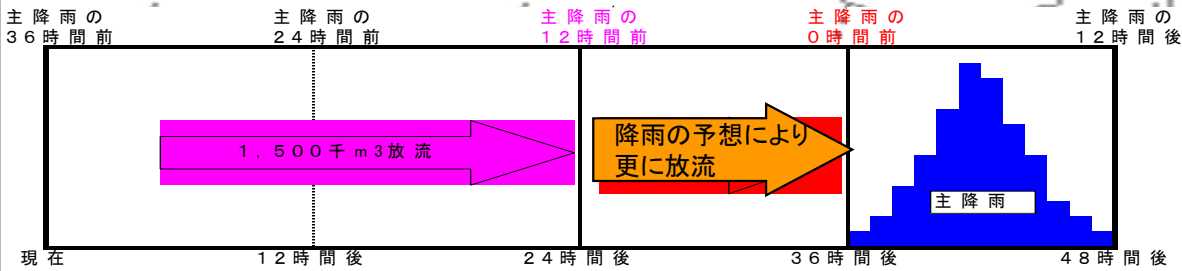 主降雨の
36時間前
主降雨の
24時間前
主降雨の
12時間前
主降雨の
0時間前
主降雨の
12時間後
1,500千m3放流
降雨の予想により
更に放流
主降雨
現在
12時間後
24時間後
36時間後
48時間後